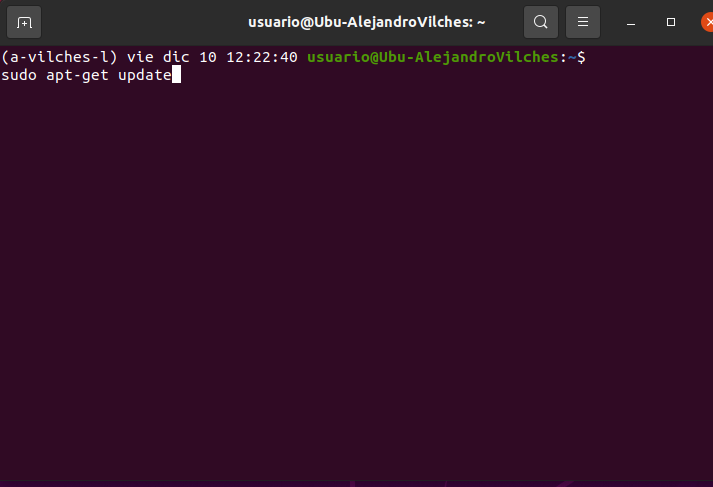 usuario@Ubu-AlejandroVilches: ~
(a-vilches-l) vie dic 10 12:22:40 usuario@Ubu-AlejandroVilches:~$
sudo apt-get update